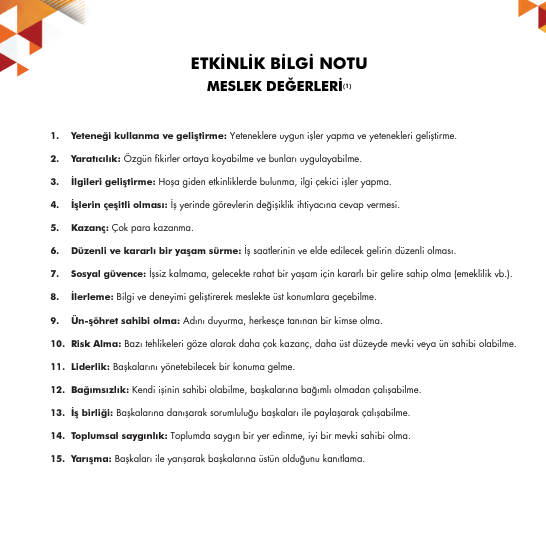 ETKİNLİK BİLGİ NOTU
MESLEK DEĞERLERİ(1)
1. Yeteneği kullanma ve geliştirme: Yeteneklere uygun işler yapma ve yetenekleri geliştirme.
2. Yaratıcılık: Özgün fikirler ortaya koyabilme ve bunları uygulayabilme.
3. İlgileri geliştirme: Hoşa giden etkinliklerde bulunma, ilgi çekici işler yapma.
4. İşlerin çeşitli olması: İş yerinde görevlerin değişiklik ihtiyacına cevap vermesi.
5. Kazanç: Çok para kazanma.
6. Düzenli ve kararlı bir yaşam sürme: İş saatlerinin ve elde edilecek gelirin düzenli olması.
7. Sosyal güvence: İşsiz kalmama, gelecekte rahat bir yaşam için kararlı bir gelire sahip olma (emeklilik vb.).
8. İlerleme: Bilgi ve deneyimi geliştirerek meslekte üst konumlara geçebilme.
9. Ün-şöhret sahibi olma: Adını duyurma, herkesçe tanınan bir kimse olma.
10. Risk Alma: Bazı tehlikeleri göze alarak daha çok kazanç, daha üst düzeyde mevki veya ün sahibi olabilme.
11. Liderlik: Başkalarını yönetebilecek bir konuma gelme.
12. Bağımsızlık: Kendi işinin sahibi olabilme, başkalarına bağımlı olmadan çalışabilme.
13. İş birliği: Başkalarına danışarak sorumluluğu başkaları ile paylaşarak çalışabilme.
14. Toplumsal saygınlık: Toplumda saygın bir yer edinme, iyi bir mevki sahibi olma.
15. Yarışma: Başkaları ile yarışarak başkalarına üstün olduğunu kanıtlama.